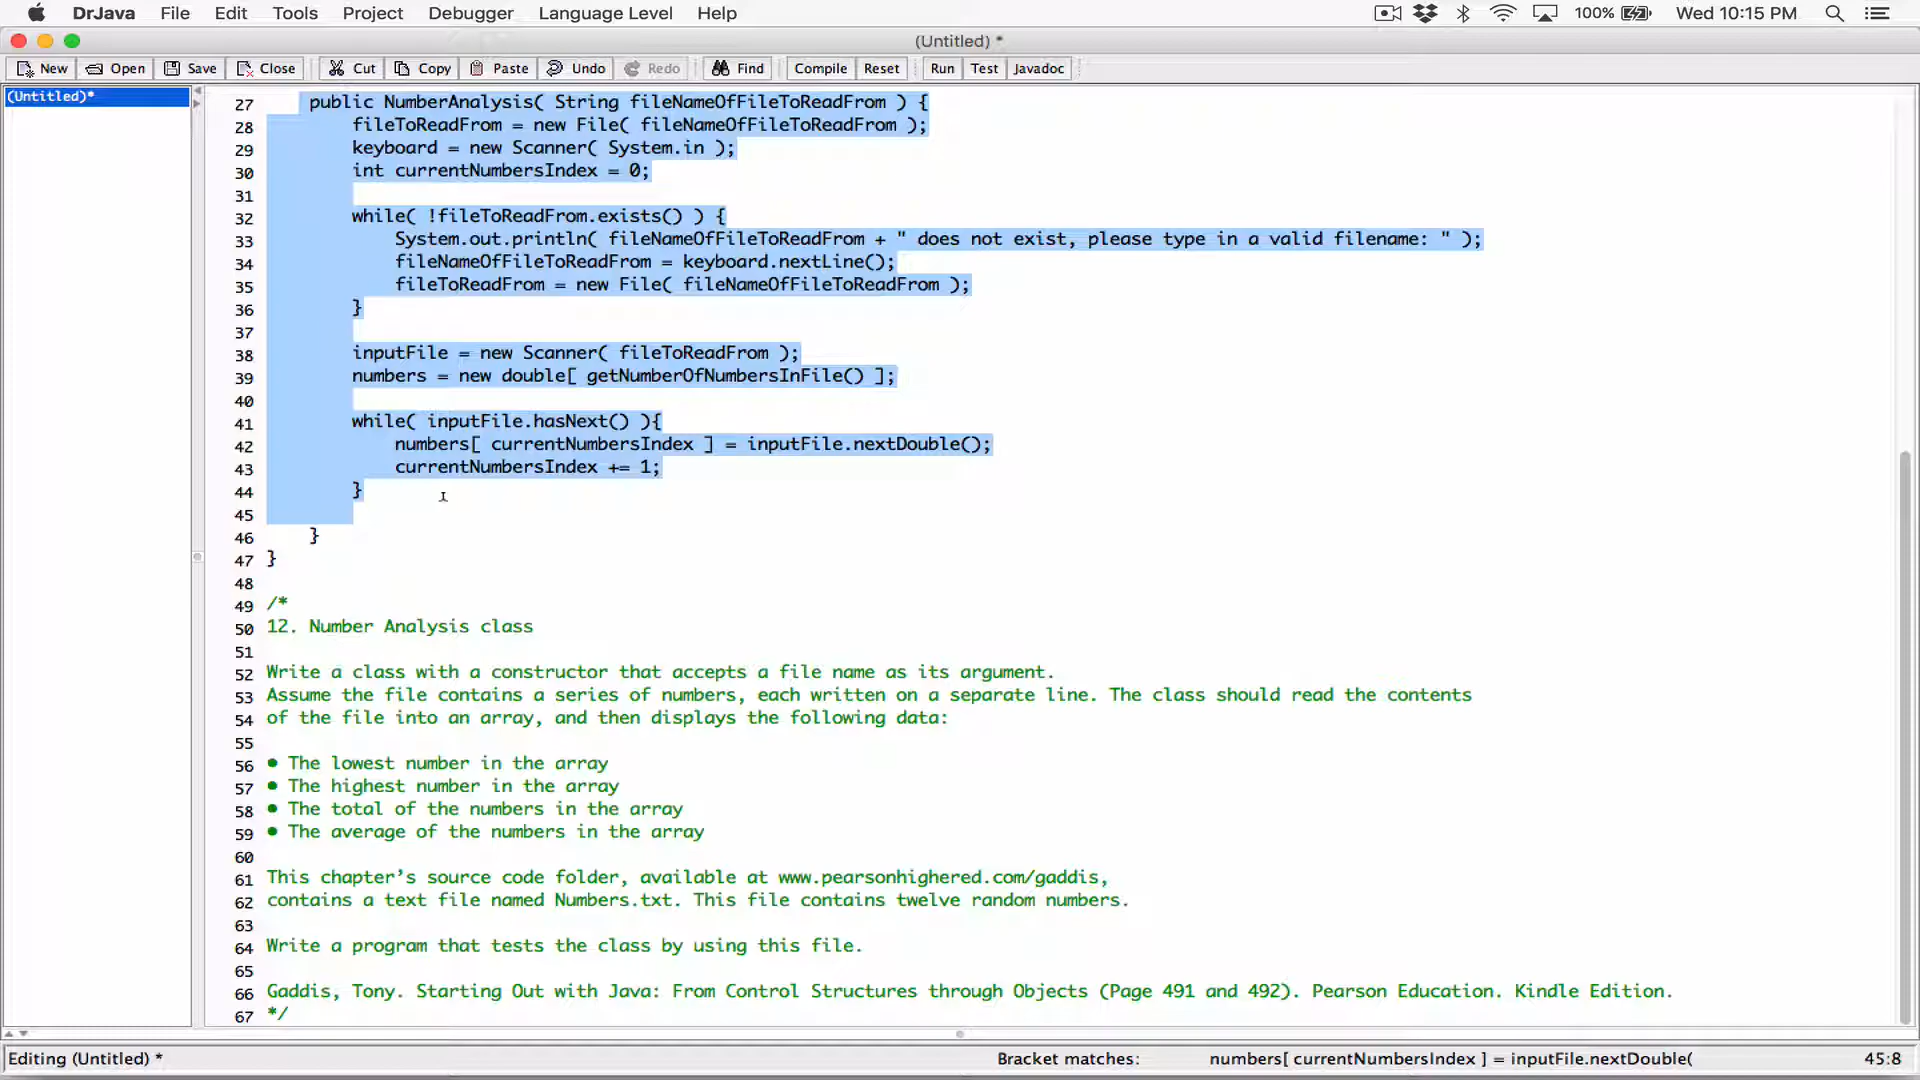 DrJava File Edit Tools Project Debugger Language Level Help 100% Wed 10:15 PM
(Untitled) *
New Open Save Close Cut Copy Paste Undo Redo Find Compile Reset Run Test Javadoc
(Untitled)*
27 public NumberAnalysis( String fileNameOfFileToReadFrom ) {
28 fileToReadFrom = new File( fileNameOfFileToReadFrom );
29 keyboard = new Scanner( System.in );
30 int currentNumbersIndex = 0;
31
32 while( !fileToReadFrom.exists() ) {
33 System.out.println( fileNameOfFileToReadFrom + " does not exist, please type in a valid filename: " );
34 fileNameOfFileToReadFrom = keyboard.nextLine();
35 fileToReadFrom = new File( fileNameOfFileToReadFrom );
36 }
37
38 inputFile = new Scanner( fileToReadFrom );
39 numbers = new double[ getNumberOfNumbersInFile() ];
40
41 while( inputFile.hasNext() ){
42 numbers[ currentNumbersIndex ] = inputFile.nextDouble();
43 currentNumbersIndex += 1;
44 }
45
46 }
47 }
48
49 /*
50 12. Number Analysis class
51
52 Write a class with a constructor that accepts a file name as its argument.
53 Assume the file contains a series of numbers, each written on a separate line. The class should read the contents
54 of the file into an array, and then displays the following data:
55
56 • The lowest number in the array
57 • The highest number in the array
58 • The total of the numbers in the array
59 • The average of the numbers in the array
60
61 This chapter’s source code folder, available at www.pearsonhighered.com/gaddis,
62 contains a text file named Numbers.txt. This file contains twelve random numbers.
63
64 Write a program that tests the class by using this file.
65
66 Gaddis, Tony. Starting Out with Java: From Control Structures through Objects (Page 491 and 492). Pearson Education. Kindle Edition.
67 */
Editing (Untitled) * Bracket matches: numbers[ currentNumbersIndex ] = inputFile.nextDouble( 45:8